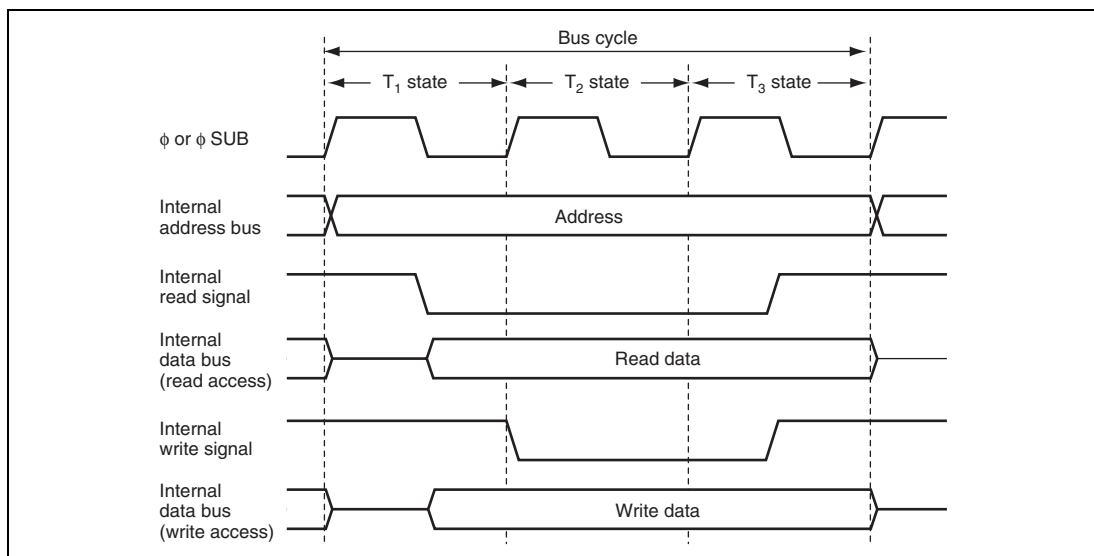 Bus cycle
T₁ state
T₂ state
T₃ state
ϕ or ϕ SUB
Internal
address bus
Address
Internal
read signal
Internal
data bus
(read access)
Read data
Internal
write signal
Internal
data bus
(write access)
Write data